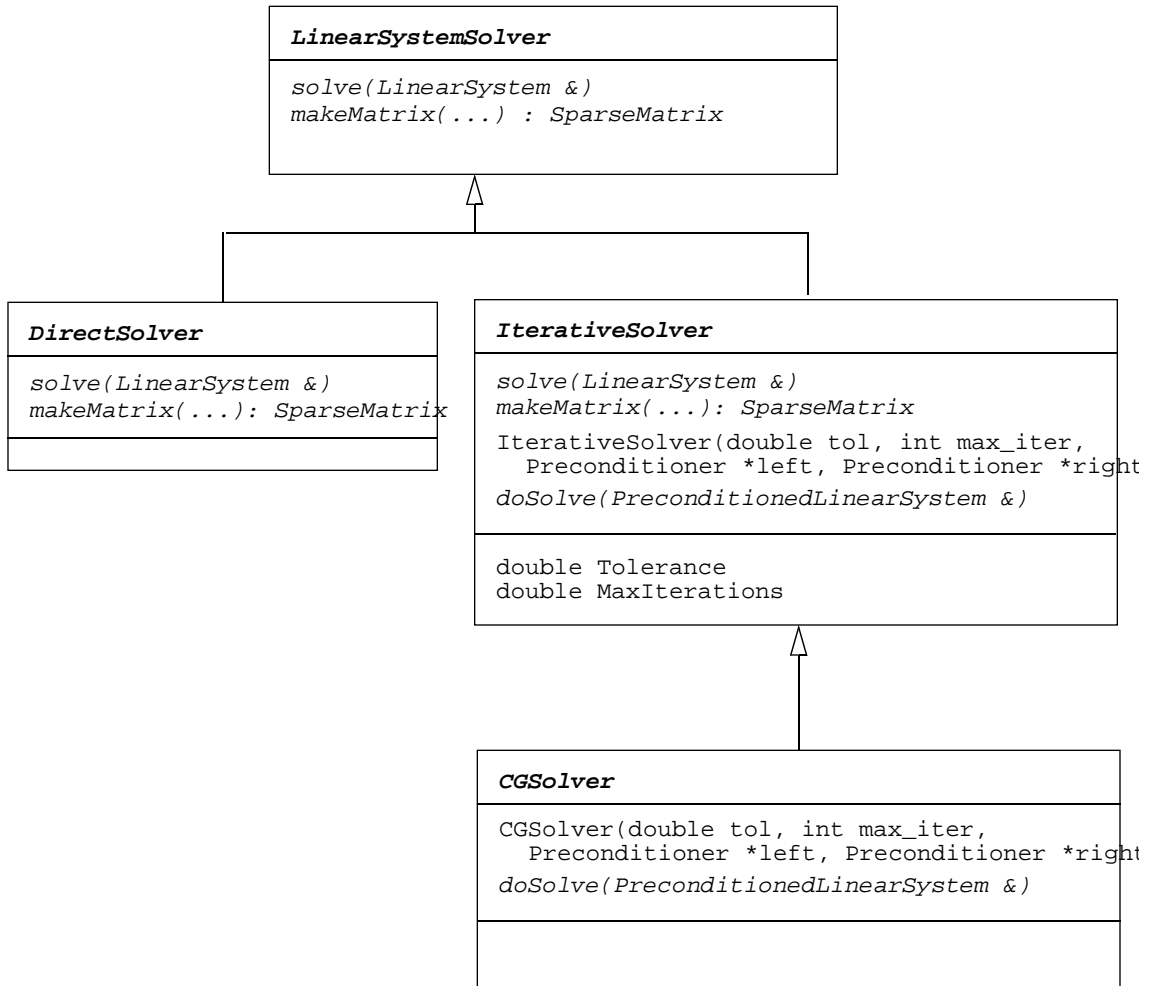 LinearSystemSolver
solve(LinearSystem &)
makeMatrix(...) : SparseMatrix
DirectSolver
solve(LinearSystem &)
makeMatrix(...): SparseMatrix
IterativeSolver
solve(LinearSystem &)
makeMatrix(...): SparseMatrix
IterativeSolver(double tol, int max_iter,
Preconditioner *left, Preconditioner *right
doSolve(PreconditionedLinearSystem &)
double Tolerance
double MaxIterations
CGSolver
CGSolver(double tol, int max_iter,
Preconditioner *left, Preconditioner *right
doSolve(PreconditionedLinearSystem &)